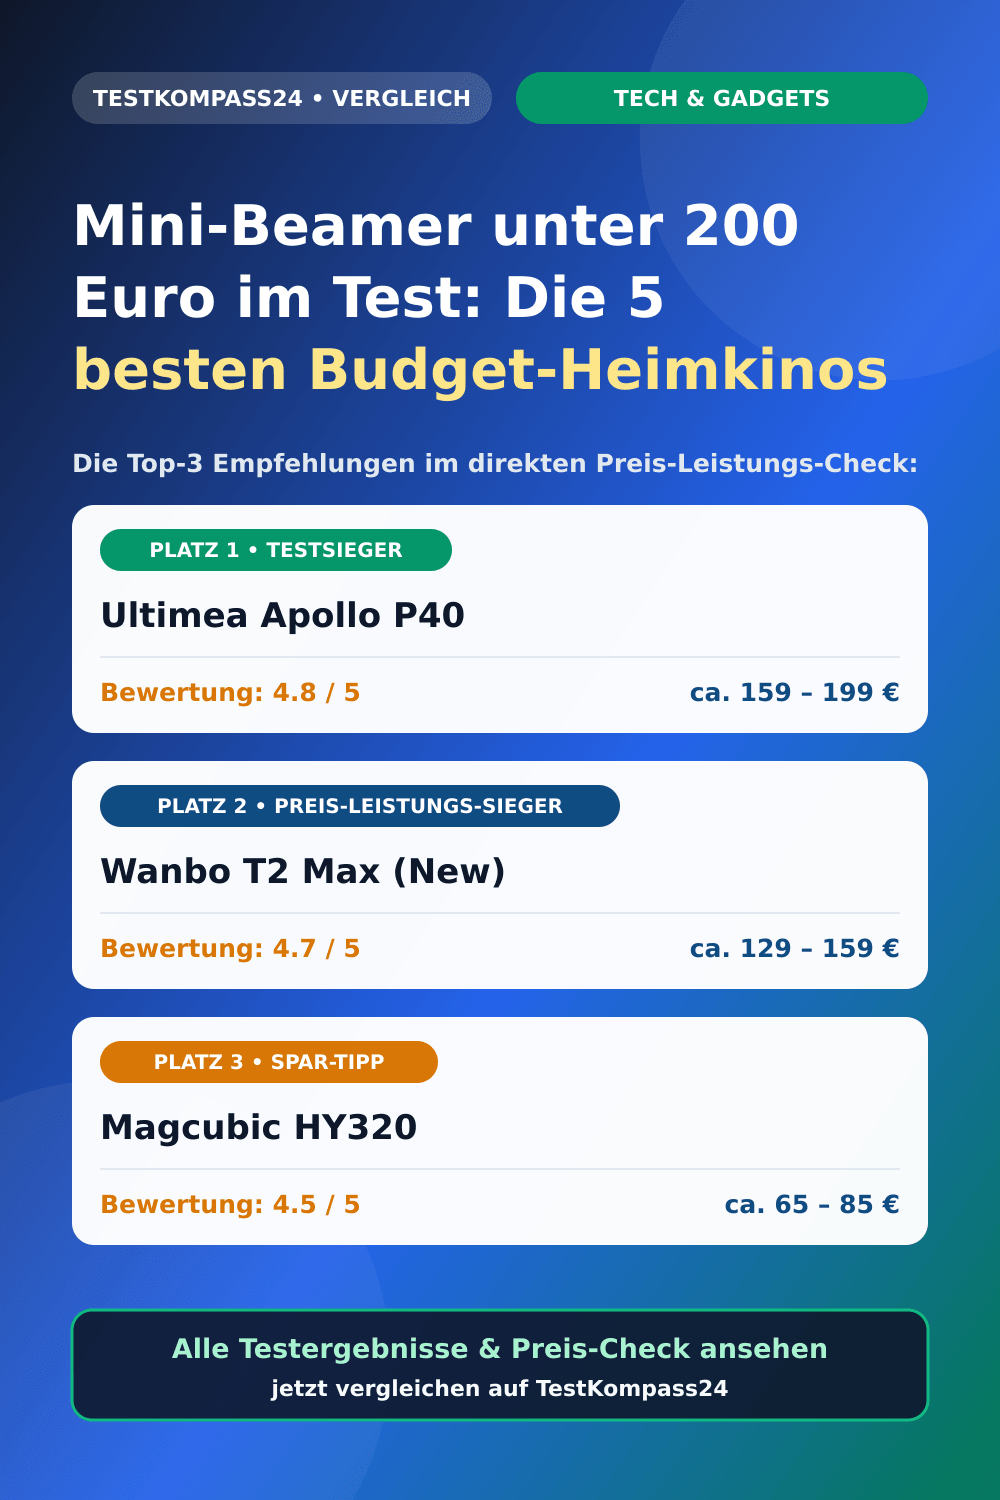 TESTKOMPASS24 • VERGLEICH
TECH & GADGETS
Mini-Beamer unter 200
Euro im Test: Die 5
besten Budget-Heimkinos
Die Top-3 Empfehlungen im direkten Preis-Leistungs-Check:
PLATZ 1 • TESTSIEGER
Ultimea Apollo P40
Bewertung: 4.8 / 5
ca. 159 – 199 €
PLATZ 2 • PREIS-LEISTUNGS-SIEGER
Wanbo T2 Max (New)
Bewertung: 4.7 / 5
ca. 129 – 159 €
PLATZ 3 • SPAR-TIPP
Magcubic HY320
Bewertung: 4.5 / 5
ca. 65 – 85 €
Alle Testergebnisse & Preis-Check ansehen
jetzt vergleichen auf TestKompass24